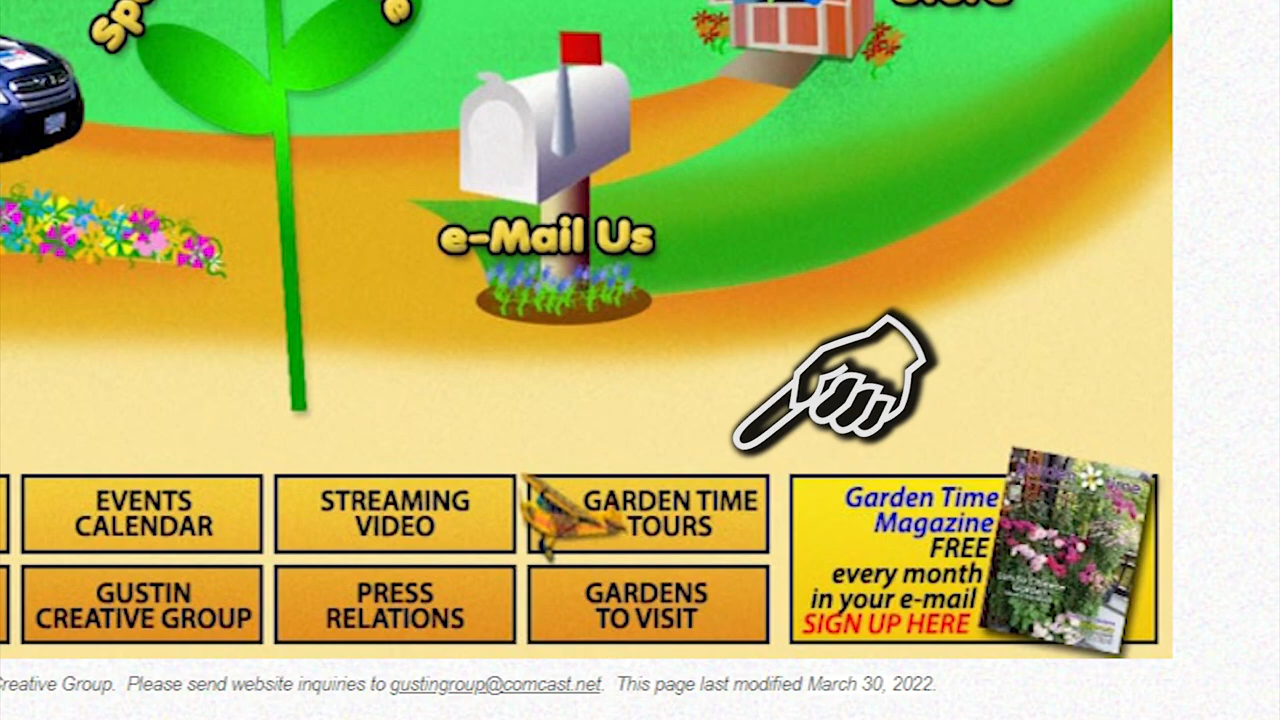 Spe
e
Store
e-Mail Us
EVENTS
CALENDAR
STREAMING
VIDEO
GARDEN TIME
TOURS
GUSTIN
CREATIVE GROUP
PRESS
RELATIONS
GARDENS
TO VISIT
Garden Time
Magazine
FREE
every month
in your e-mail
SIGN UP HERE
Creative Group. Please send website inquiries to gustingroup@comcast.net. This page last modified March 30, 2022.